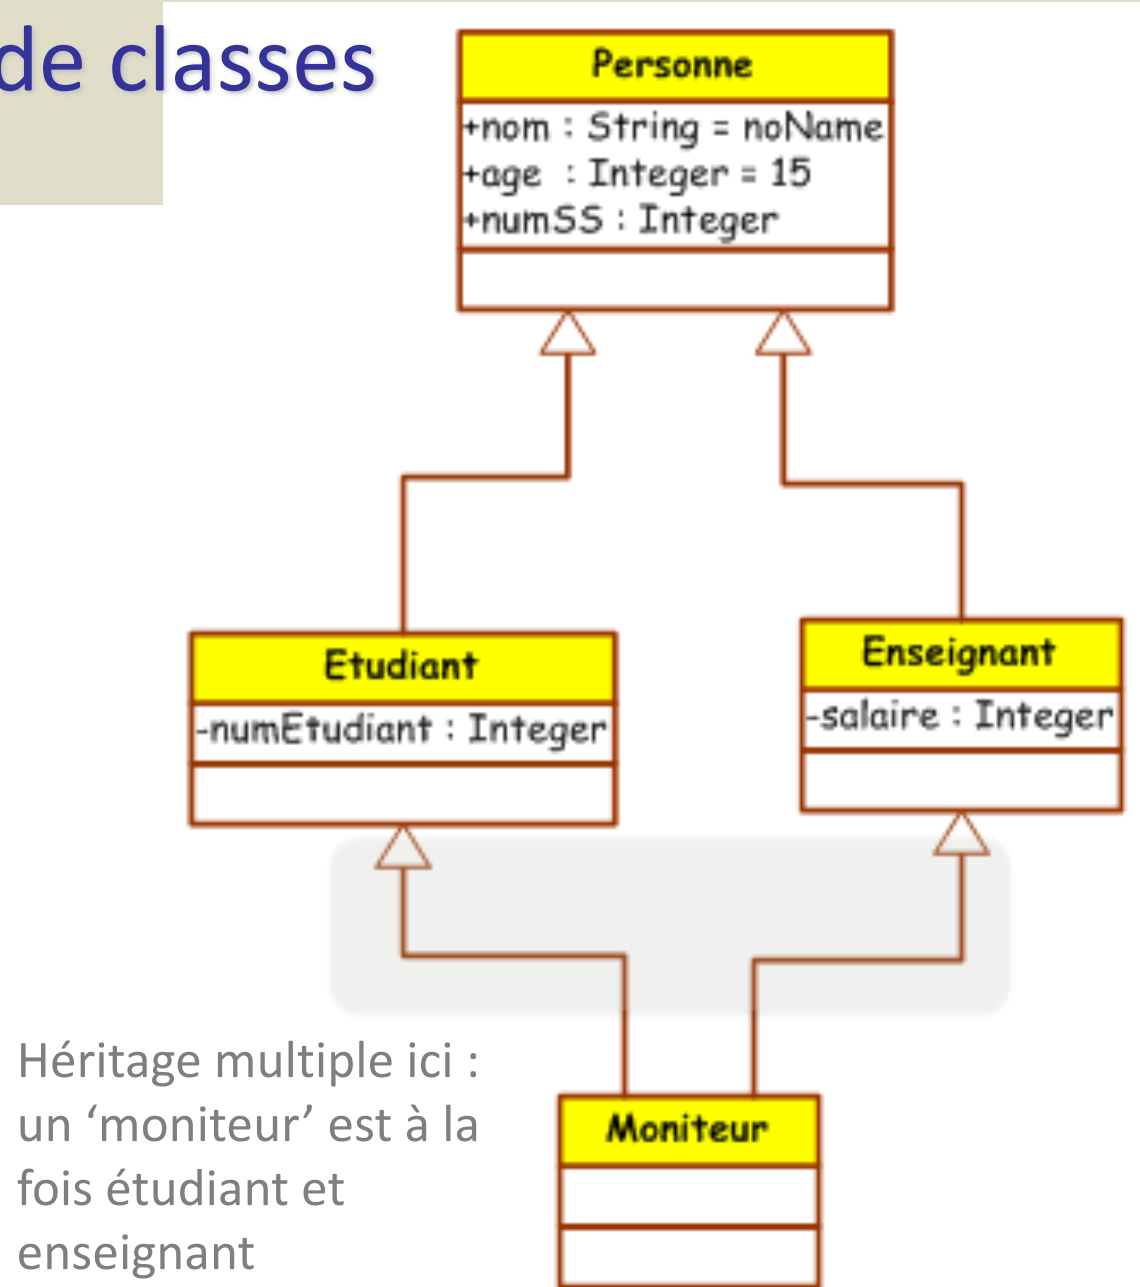 de classes
Personne
+nom : String = noName
+age : Integer = 15
+numSS : Integer
Etudiant
-numEtudiant : Integer
Enseignant
-salaire : Integer
Héritage multiple ici :
un ‘moniteur’ est à la
fois étudiant et
enseignant
Moniteur